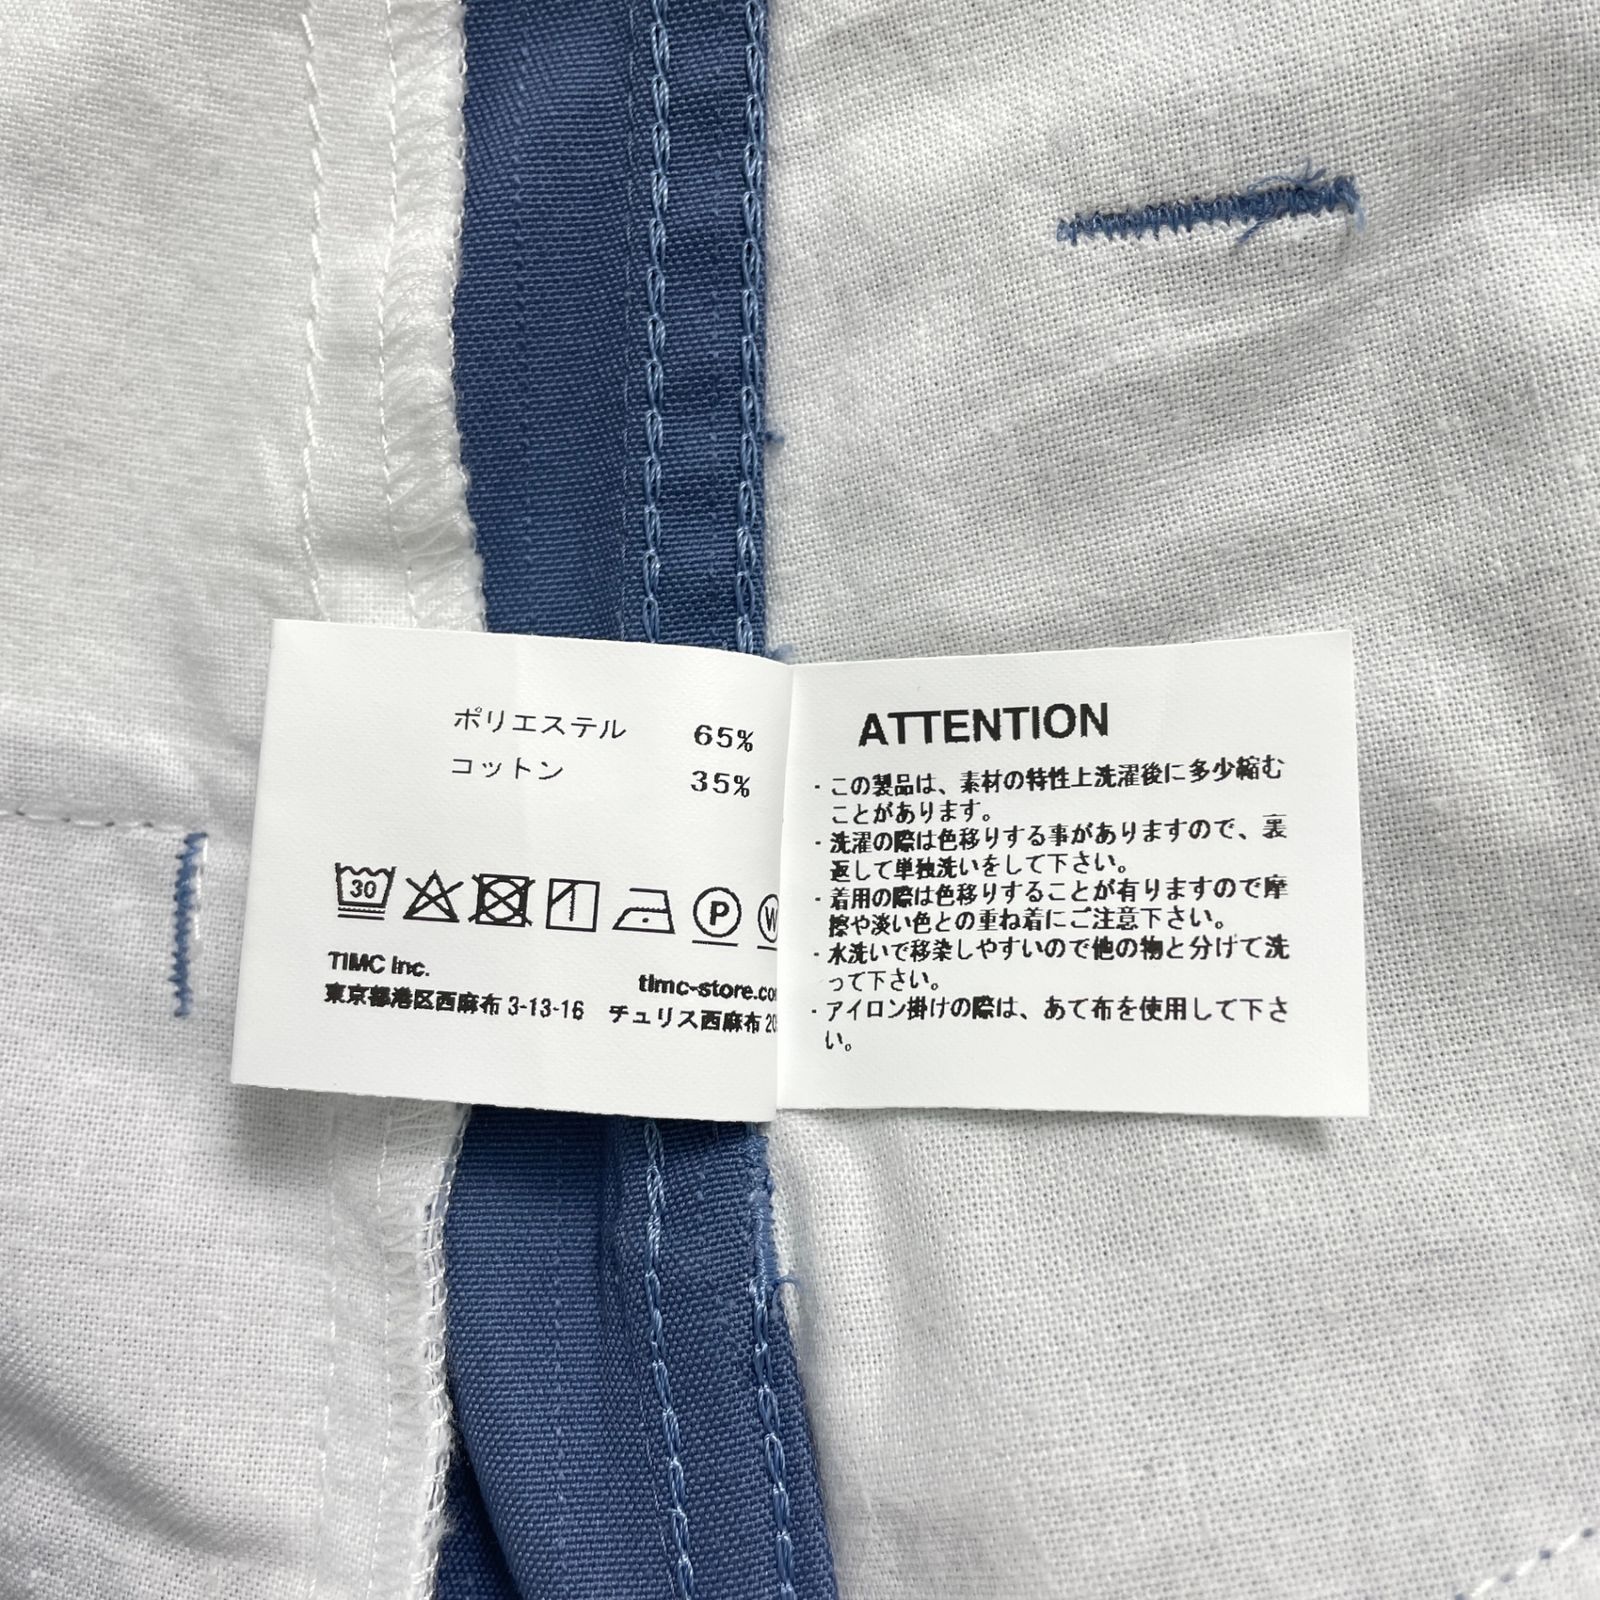 ポリエステル 65%
コットン 35%
30
P
W
TIMC Inc.
timc-store.co
東京都港区西麻布 3-13-16 チュリス西麻布 20
ATTENTION
・この製品は、素材の特性上洗濯後に多少縮む
ことがあります。
・洗濯の際は色移りする事がありますので、裏
返して単独洗いをして下さい。
・着用の際は色移りすることが有りますので摩
擦や淡い色との重ね着にご注意下さい。
・水洗いで移染しやすいので他の物と分けて洗
って下さい。
・アイロン掛けの際は、あて布を使用して下さ
い。